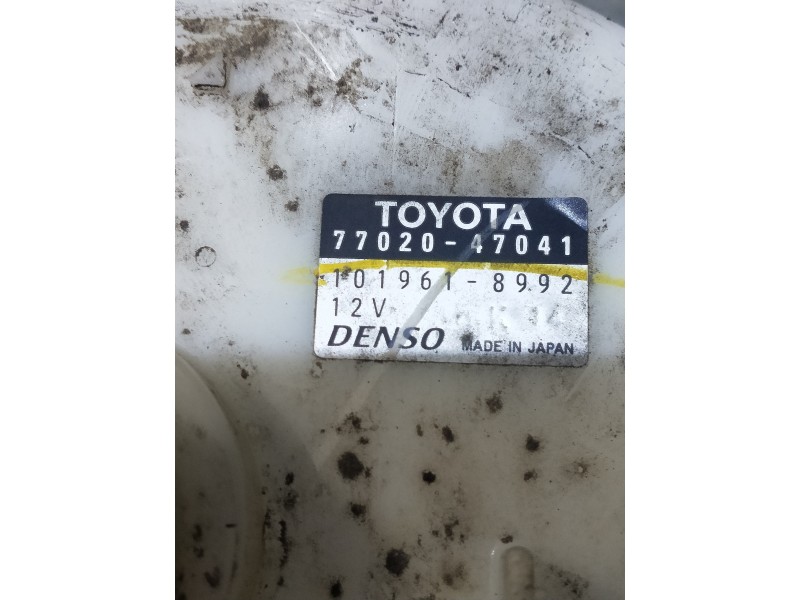 TOYOTA
77020-47041
101961-8992
12V
DENSO MADE IN JAPAN